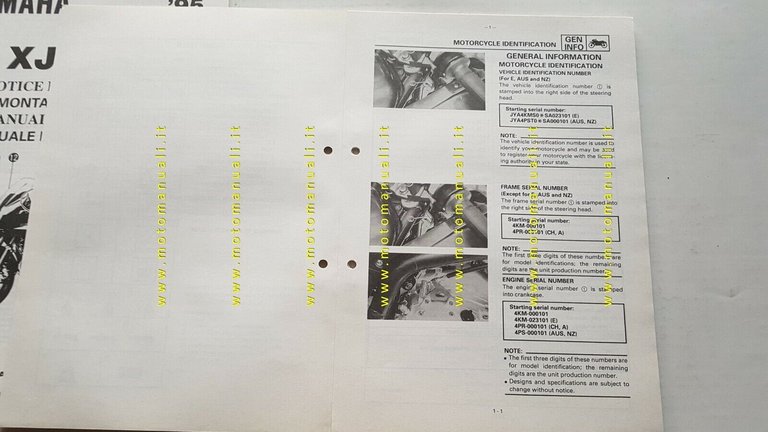 YAMAHA
'95
XJ
MONTA
⑫
- 1 -
MOTORCYCLE IDENTIFICATION
GEN
INFO
GENERAL INFORMATION
MOTORCYCLE IDENTIFICATION
VEHICLE IDENTIFICATION NUMBER
(For E, AUS and NZ)
The vehicle identification number ① is
stamped into the right side of the steering
head.
Starting serial number:
JYA4KMS0✱SA023101 (E)
JYA4PST0✱SA000101 (AUS, NZ)
NOTE:
The vehicle identification number is used to
identify your motorcycle and may be used
to register your motorcycle with the
ing authority in your state.
FRAME SERIAL NUMBER
(Except for E, AUS and NZ)
The frame serial number ① is stamped into
the right side of the steering head.
Starting serial number:
4KM-000101
4PR-000101 (CH, A)
NOTE:
The first three digits of these numbers are
for model identifications; the remaining
digits are the unit production number.
ENGINE SERIAL NUMBER
The engine serial number ① is stamped
into crankcase.
Starting serial number:
4KM-000101
4KM-023101 (E)
4PR-000101 (CH, A)
4PS-000101 (AUS, NZ)
NOTE:
• The first three digits of these numbers are
for model identification; the remaining
digits are the unit production number.
• Designs and specifications are subject to
change without notice.
1 - 1
www.motomanuali.it
www.motomanuali.it
www.motomanuali.it
www.motomanuali.it
www.motomanuali.it
www.motomanuali.it
www.motomanuali.it